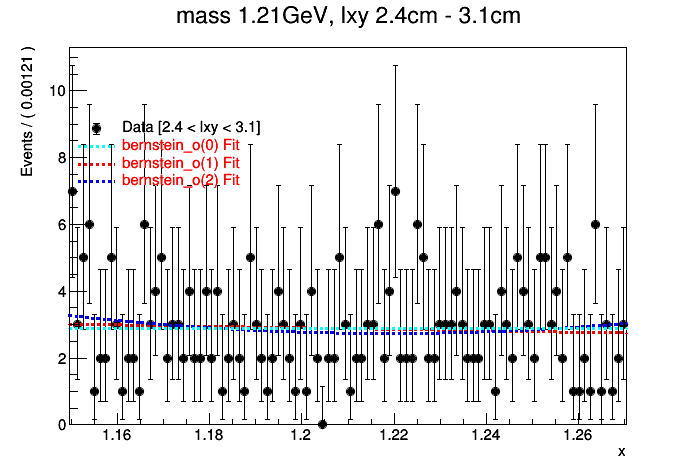 mass 1.21GeV, lxy 2.4cm - 3.1cm
Events / ( 0.00121 )
10
8
6
4
2
0
Data [2.4 < lxy < 3.1]
bernstein_o(0) Fit
bernstein_o(1) Fit
bernstein_o(2) Fit
1.16 1.18 1.2 1.22 1.24 1.26
x